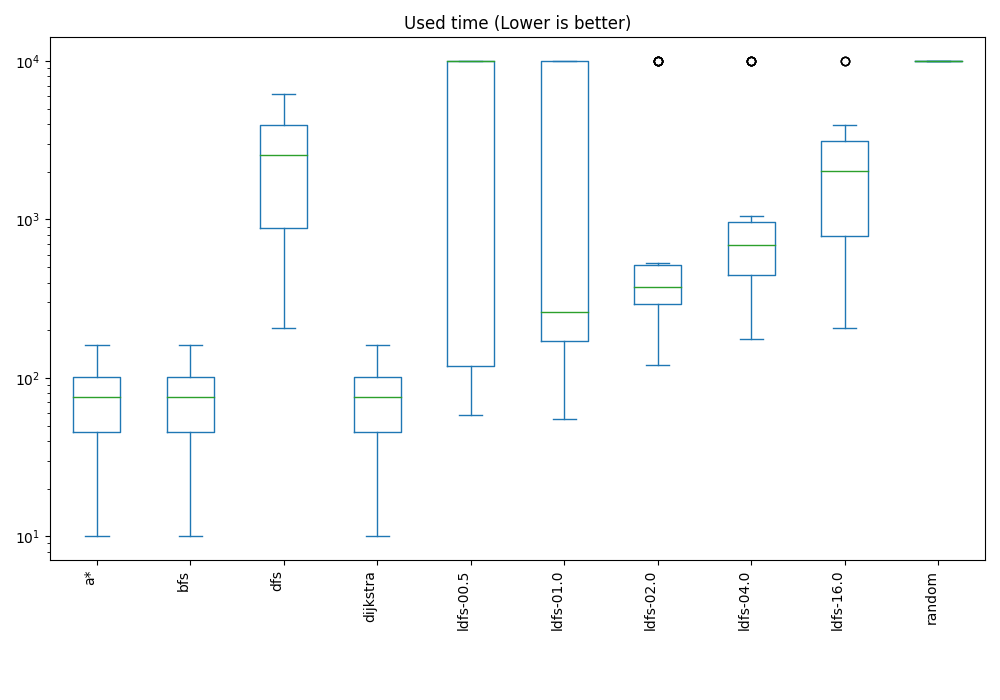 Used time (Lower is better)
10^4
10^3
10^2
10^1
a*
bfs
dfs
dijkstra
ldfs-00.5
ldfs-01.0
ldfs-02.0
ldfs-04.0
ldfs-16.0
random